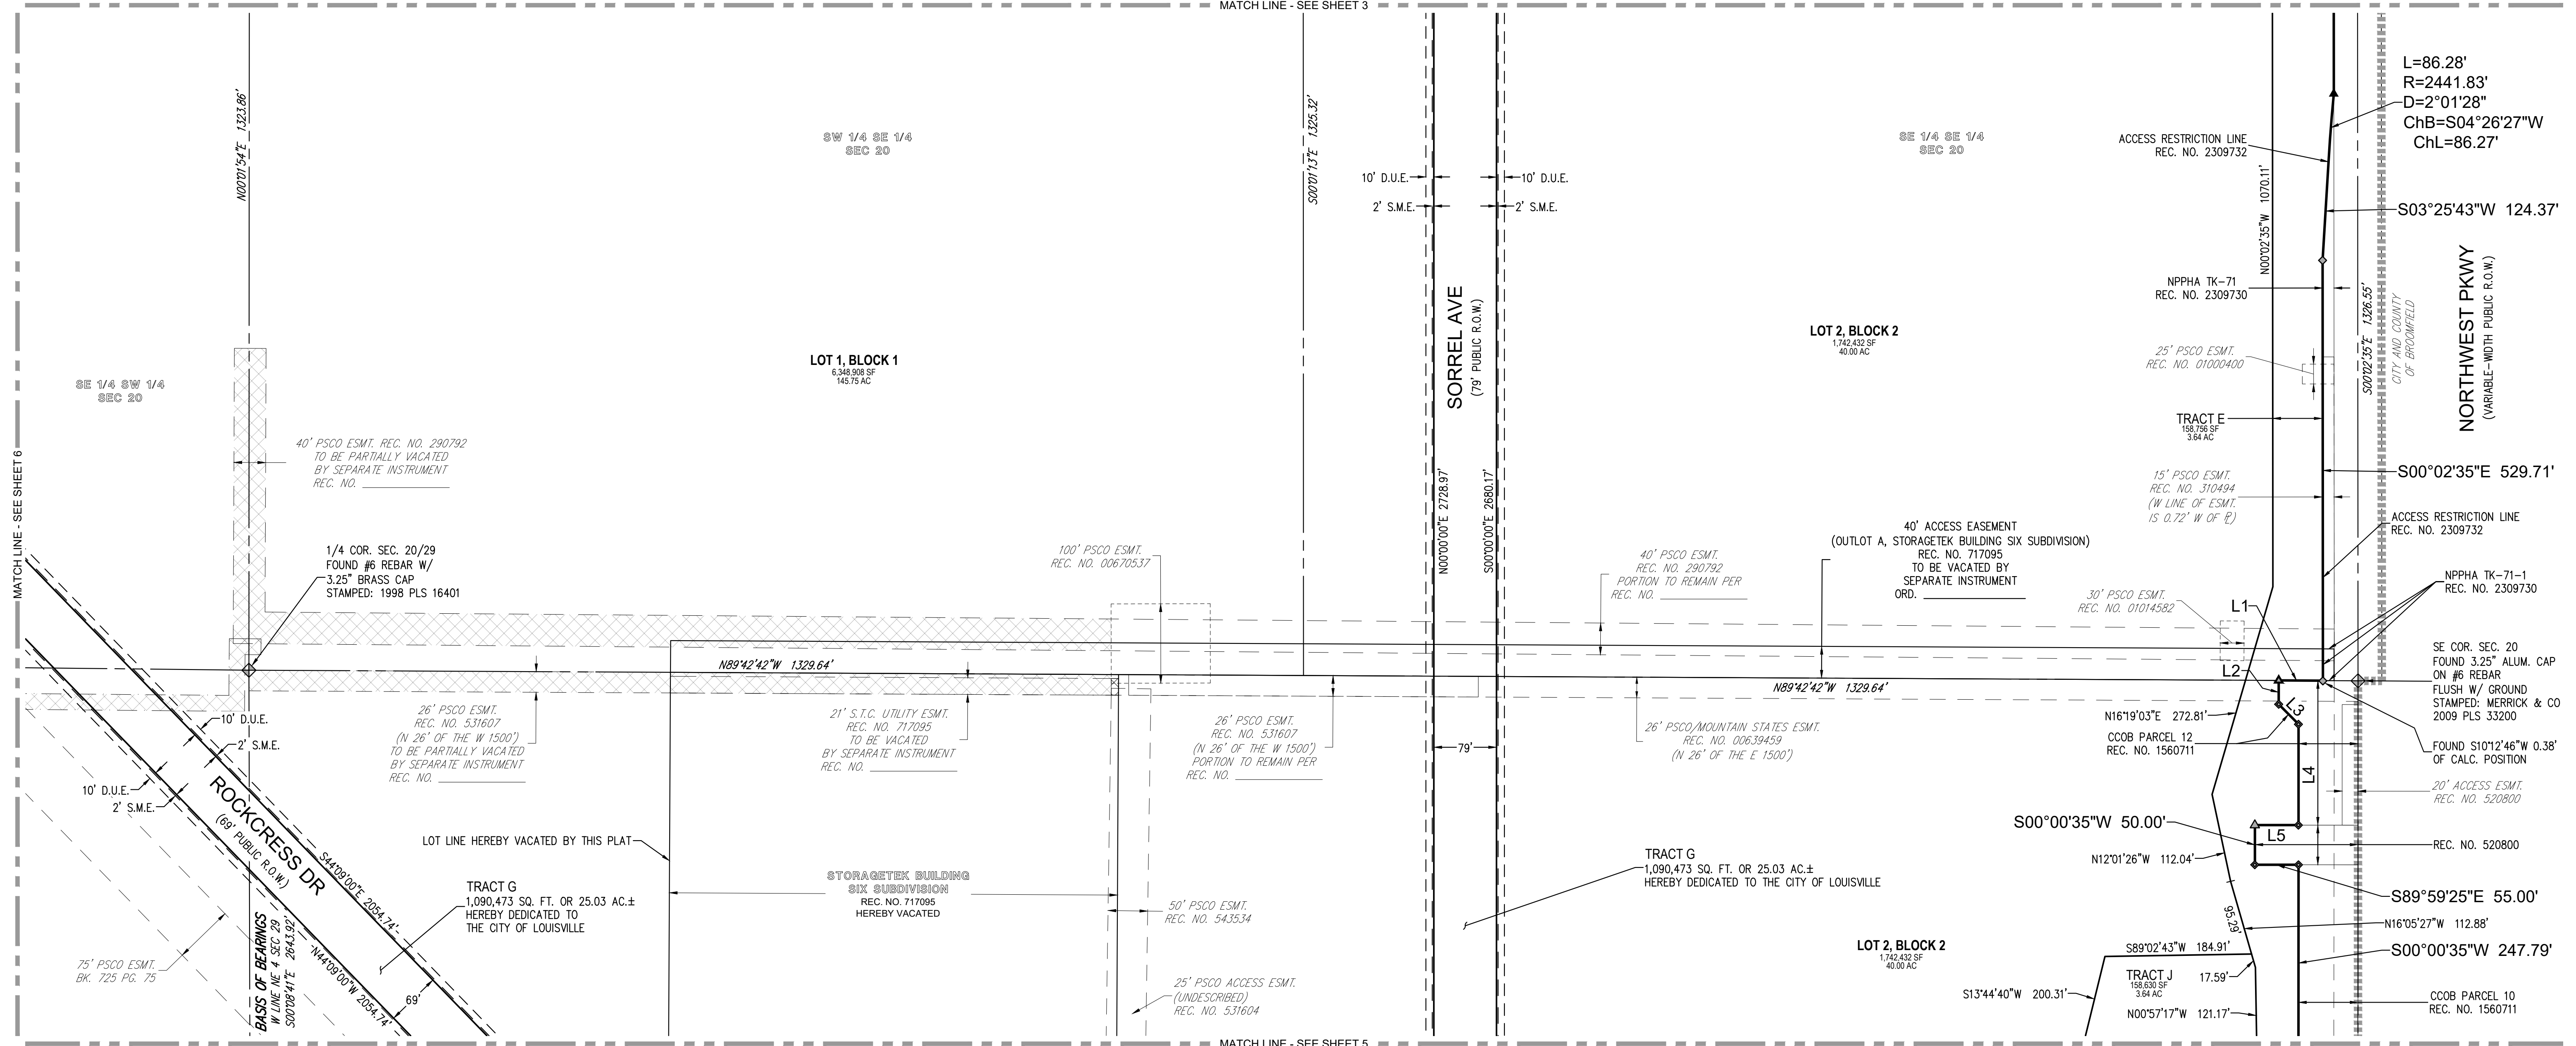 MATCH LINE - SEE SHEET 3
MATCH LINE - SEE SHEET 6
N00°01'54"E 1323.86'
SW 1/4 SE 1/4
SEC 20
S00°01'13"E 1325.32'
10' D.U.E.
2' S.M.E.
10' D.U.E.
2' S.M.E.
SE 1/4 SE 1/4
SEC 20
ACCESS RESTRICTION LINE
REC. NO. 2309732
N00°02'35"W 1070.11'
L=86.28'
R=2441.83'
D=2°01'28"
ChB=S04°26'27"W
ChL=86.27'
S03°25'43"W 124.37'
NPPHA TK-71
REC. NO. 2309730
S00°02'35"E 1326.55'
CITY AND COUNTY
OF BROOMFIELD
NORTHWEST PKWY
(VARIABLE-WIDTH PUBLIC R.O.W.)
SE 1/4 SW 1/4
SEC 20
LOT 1, BLOCK 1
6,348,908 SF
145.75 AC
SORREL AVE
(79' PUBLIC R.O.W.)
LOT 2, BLOCK 2
1,742,432 SF
40.00 AC
25' PSCO ESMT.
REC. NO. 01000400
TRACT E
158,756 SF
3.64 AC
40' PSCO ESMT. REC. NO. 290792
TO BE PARTIALLY VACATED
BY SEPARATE INSTRUMENT
REC. NO.
N00°00'00"E 2728.97'
S00°00'00"E 2680.17'
15' PSCO ESMT.
REC. NO. 310494
(W LINE OF ESMT.
IS 0.72' W OF ℄)
S00°02'35"E 529.71'
ACCESS RESTRICTION LINE
REC. NO. 2309732
1/4 COR. SEC. 20/29
FOUND #6 REBAR W/
3.25" BRASS CAP
STAMPED: 1998 PLS 16401
100' PSCO ESMT.
REC. NO. 00670537
40' PSCO ESMT.
REC. NO. 290792
PORTION TO REMAIN PER
REC. NO.
40' ACCESS EASEMENT
(OUTLOT A, STORAGETEK BUILDING SIX SUBDIVISION)
REC. NO. 717095
TO BE VACATED BY
SEPARATE INSTRUMENT
ORD.
30' PSCO ESMT.
REC. NO. 01014582
L1
L2
NPPHA TK-71-1
REC. NO. 2309730
N89°42'42"W 1329.64'
N89°42'42"W 1329.64'
SE COR. SEC. 20
FOUND 3.25" ALUM. CAP
ON #6 REBAR
FLUSH W/ GROUND
STAMPED: MERRICK & CO
2009 PLS 33200
10' D.U.E.
2' S.M.E.
26' PSCO ESMT.
REC. NO. 531607
(N 26' OF THE W 1500')
TO BE PARTIALLY VACATED
BY SEPARATE INSTRUMENT
REC. NO.
21' S.T.C. UTILITY ESMT.
REC. NO. 717095
TO BE VACATED
BY SEPARATE INSTRUMENT
REC. NO.
26' PSCO ESMT.
REC. NO. 531607
(N 26' OF THE W 1500')
PORTION TO REMAIN PER
REC. NO.
79'
26' PSCO/MOUNTAIN STATES ESMT.
REC. NO. 00639459
(N 26' OF THE E 1500')
N16°19'03"E 272.81'
L3
CCOB PARCEL 12
REC. NO. 1560711
L4
FOUND S10°12'46"W 0.38'
OF CALC. POSITION
20' ACCESS ESMT.
REC. NO. 520800
10' D.U.E.
2' S.M.E.
ROCKCRESS DR
(69' PUBLIC R.O.W.)
S44°09'00"E 2054.74'
N44°09'00"W 2054.74'
69'
LOT LINE HEREBY VACATED BY THIS PLAT
S00°00'35"W 50.00'
L5
REC. NO. 520800
N12°01'26"W 112.04'
STORAGETEK BUILDING
SIX SUBDIVISION
REC. NO. 717095
HEREBY VACATED
TRACT G
1,090,473 SQ. FT. OR 25.03 AC.±
HEREBY DEDICATED TO THE CITY OF LOUISVILLE
S89°59'25"E 55.00'
TRACT G
1,090,473 SQ. FT. OR 25.03 AC.±
HEREBY DEDICATED TO
THE CITY OF LOUISVILLE
50' PSCO ESMT.
REC. NO. 543534
95.29'
N16°05'27"W 112.88'
BASIS OF BEARINGS
W LINE NE 4 SEC 29
S00°08'41"E 2643.92'
75' PSCO ESMT.
BK. 725 PG. 75
LOT 2, BLOCK 2
1,742,432 SF
40.00 AC
S89°02'43"W 184.91'
S00°00'35"W 247.79'
TRACT J
158,630 SF
3.64 AC
17.59'
25' PSCO ACCESS ESMT.
(UNDESCRIBED)
REC. NO. 531604
S13°44'40"W 200.31'
N00°57'17"W 121.17'
CCOB PARCEL 10
REC. NO. 1560711
MATCH LINE - SEE SHEET 5